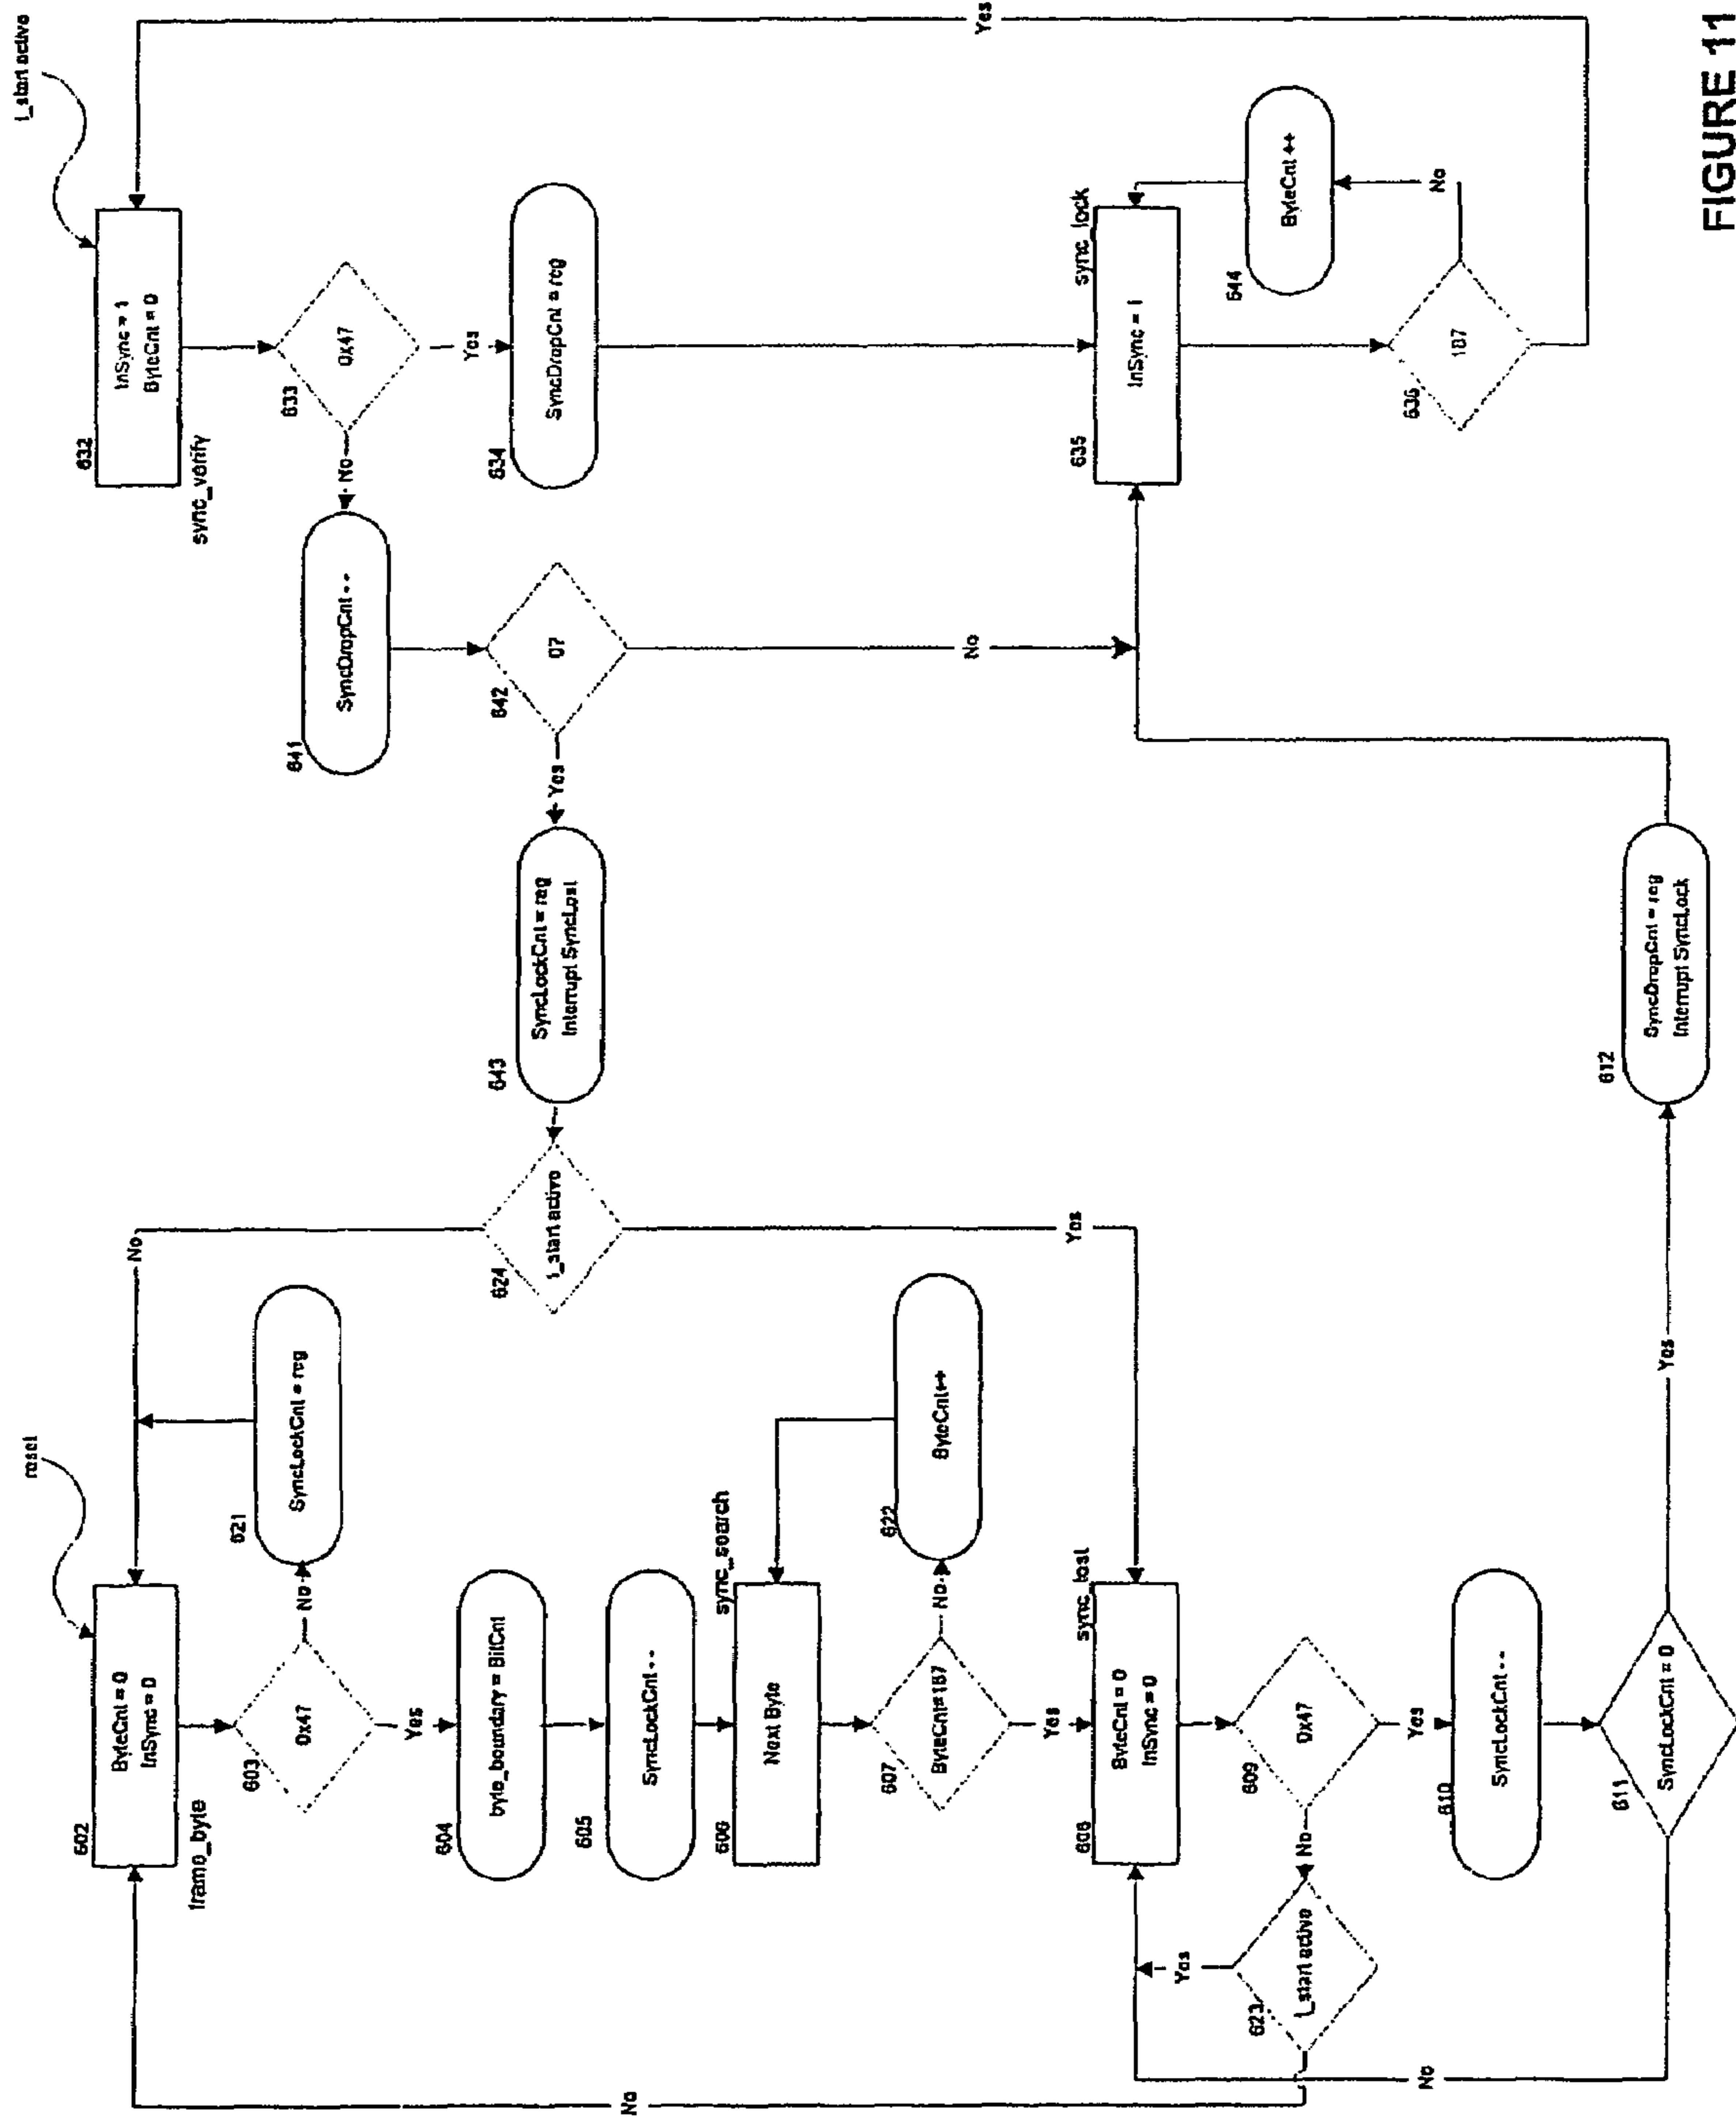 reset
602
ByteCnt = 0
InSync = 0
frame_byte
603
0x47
No
621
SyncLockCnt = reg
Yes
604
byte_boundary = BitCnt
605
SyncLockCnt --
sync_search
606
Next Byte
607
ByteCnt=187
No
622
ByteCnt++
Yes
sync_lost
608
ByteCnt = 0
InSync = 0
609
0x47
No
623
t_start active
Yes
No
Yes
610
SyncLockCnt --
611
SyncLockCnt = 0
No
Yes
612
SyncDropCnt = reg
Interrupt SyncLock
t_start active
632
InSync = 1
ByteCnt = 0
sync_verify
633
0x47
No
Yes
634
SyncDropCnt = reg
641
SyncDropCnt --
642
0?
Yes
No
643
SyncLockCnt = reg
Interrupt SyncLost
624
t_start active
No
Yes
sync_lock
635
InSync = 1
636
187
No
644
ByteCnt ++
Yes
FIGURE 11